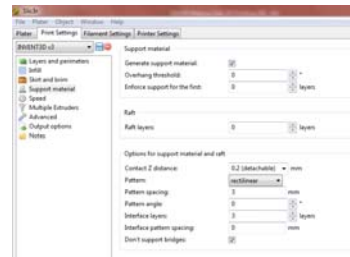 Slic3r
File Plater Object Window Help
Plater Print Settings Filament Settings Printer Settings
INVENT3D v3
Layers and perimeters
Infill
Skirt and brim
Support material
Speed
Multiple Extruders
Advanced
Output options
Notes
Support material
Generate support material:
Overhang threshold: 0 °
Enforce support for the first: 0 layers
Raft
Raft layers: 0 layers
Options for support material and raft
Contact Z distance: 0.2 (detachable) mm
Pattern: rectilinear
Pattern spacing: 3 mm
Pattern angle: 0 °
Interface layers: 3 layers
Interface pattern spacing: 0 mm
Don't support bridges: